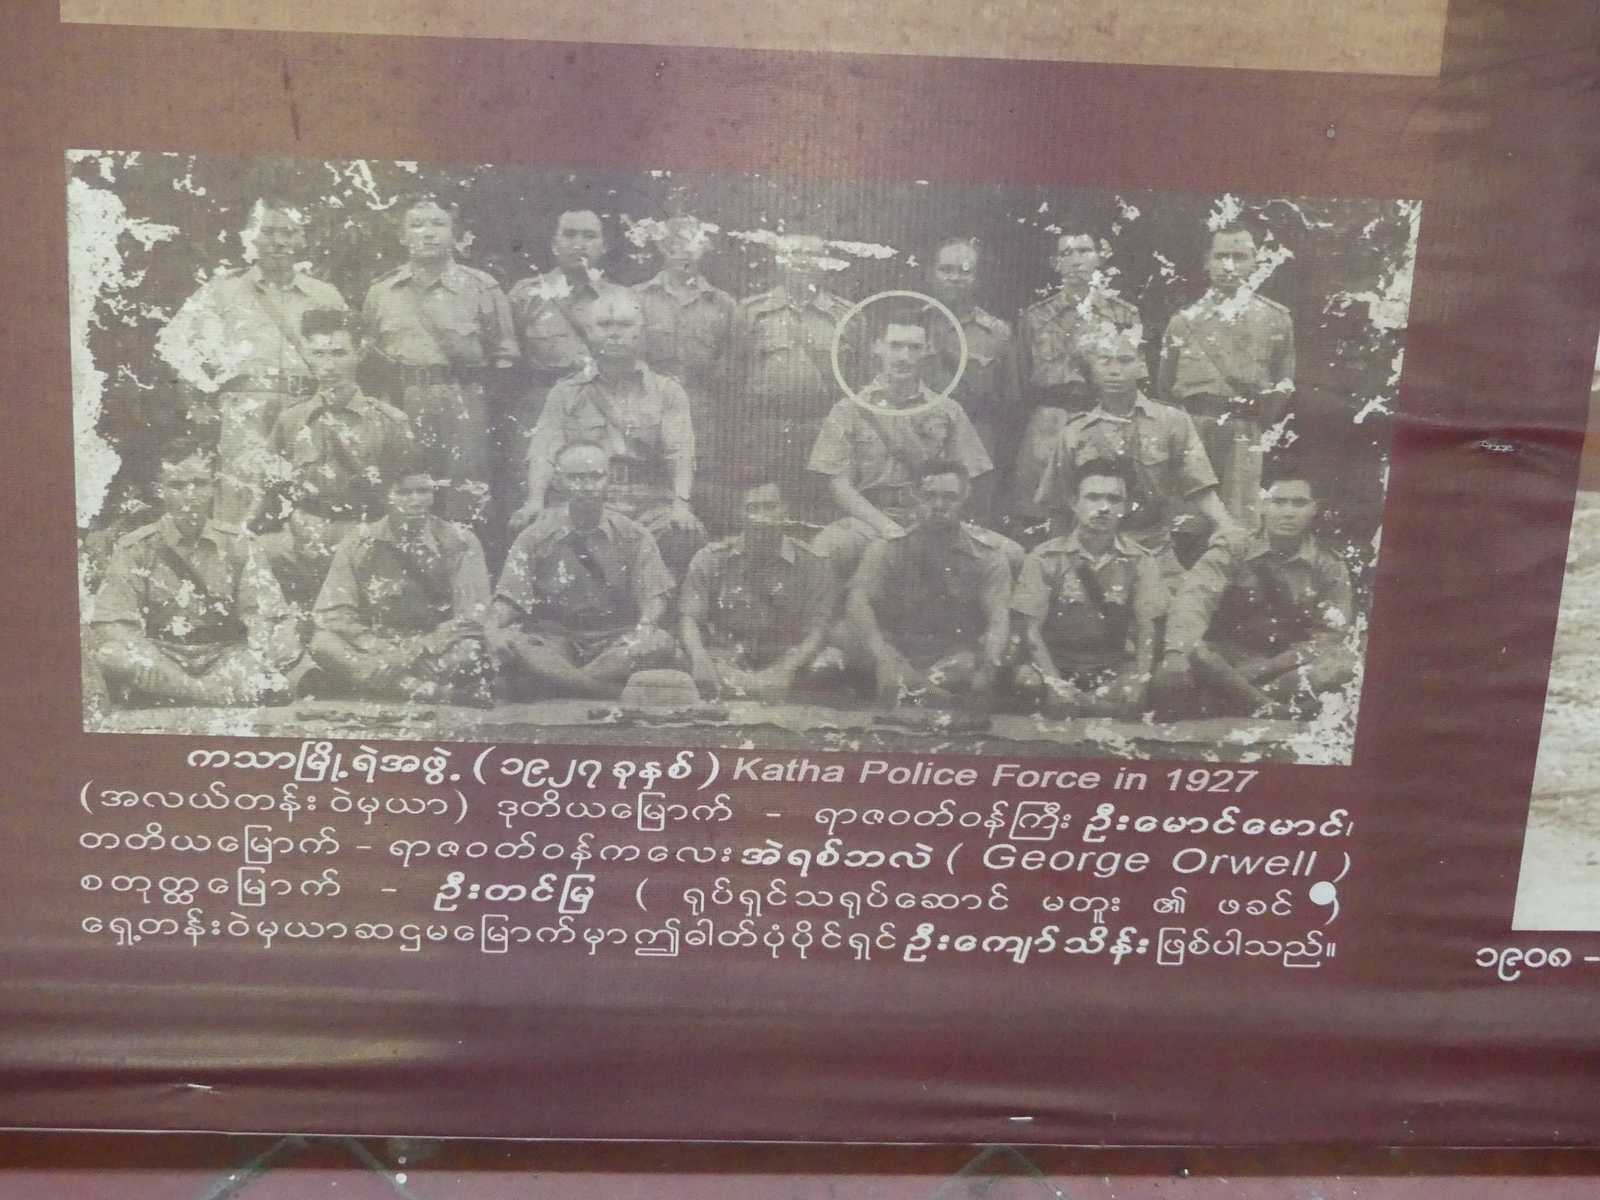 ကသာမြို့ရဲအဖွဲ့ (၁၉၂၇ ခုနှစ်) Katha Police Force in 1927
(အလယ်တန်း ဝဲမှယာ) ဒုတိယမြောက် - ရာဇဝတ်ဝန်ကြီး ဦးမောင်မောင်၊
တတိယမြောက် - ရာဇဝတ်ဝန်ကလေး အဲရစ်ဘလဲ (George Orwell)
စတုတ္ထမြောက် - ဦးတင်မြ (ရုပ်ရှင်သရုပ်ဆောင် မတူး ၏ ဖခင်)
ရှေ့တန်းဝဲမှယာဆဌမမြောက်မှာဤဓါတ်ပုံပိုင်ရှင် ဦးကျော်သိန်း ဖြစ်ပါသည်။
၁၉၀၈ -